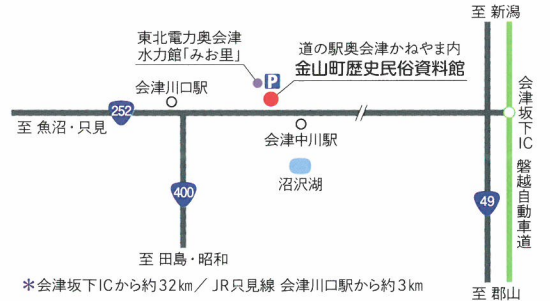 至 新潟
東北電力奥会津
水力館「みお里」
P
道の駅奥会津かねやま内
金山町歴史民俗資料館
会津川口駅
252
至 魚沼・只見
会津中川駅
沼沢湖
400
至 田島・昭和
会津坂下IC
磐越自動車道
49
至 郡山
*会津坂下ICから約32km/JR只見線 会津川口駅から約3km